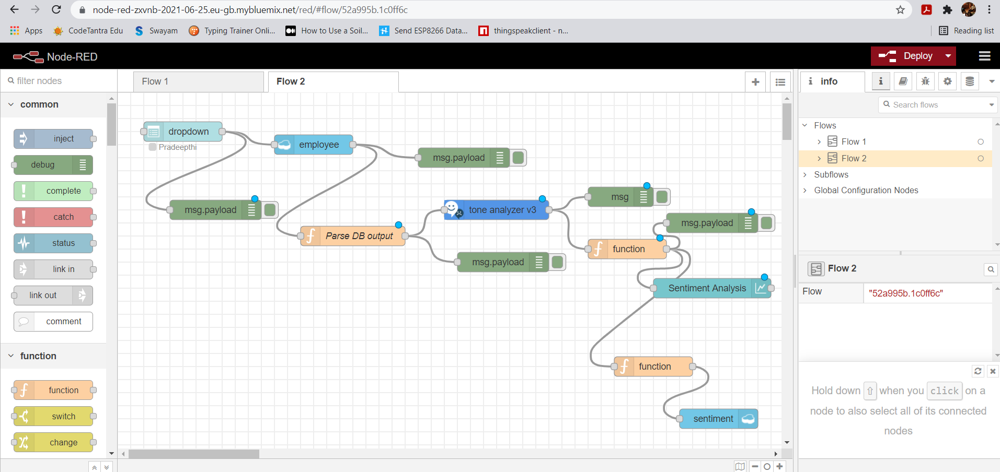 node-red-zxvnb-2021-06-25.eu-gb.mybluemix.net/red/#flow/52a995b.1c0ff6c
Apps
CodeTantra Edu
Swayam
Typing Trainer Onli...
How to Use a Soil...
Send ESP8266 Data...
thingspeakclient - n...
Reading list
Node-RED
Deploy
filter nodes
Flow 1
Flow 2
info
common
inject
debug
complete
catch
status
link in
link out
comment
function
function
switch
change
dropdown
Pradeepthi
employee
msg.payload
msg.payload
Parse DB output
tone analyzer v3
msg.payload
msg
msg.payload
function
Sentiment Analysis
function
sentiment
Search flows
Flows
Flow 1
Flow 2
Subflows
Global Configuration Nodes
Flow 2
Flow
"52a995b.1c0ff6c"
Hold down ⇧ when you click on a
node to also select all of its connected
nodes